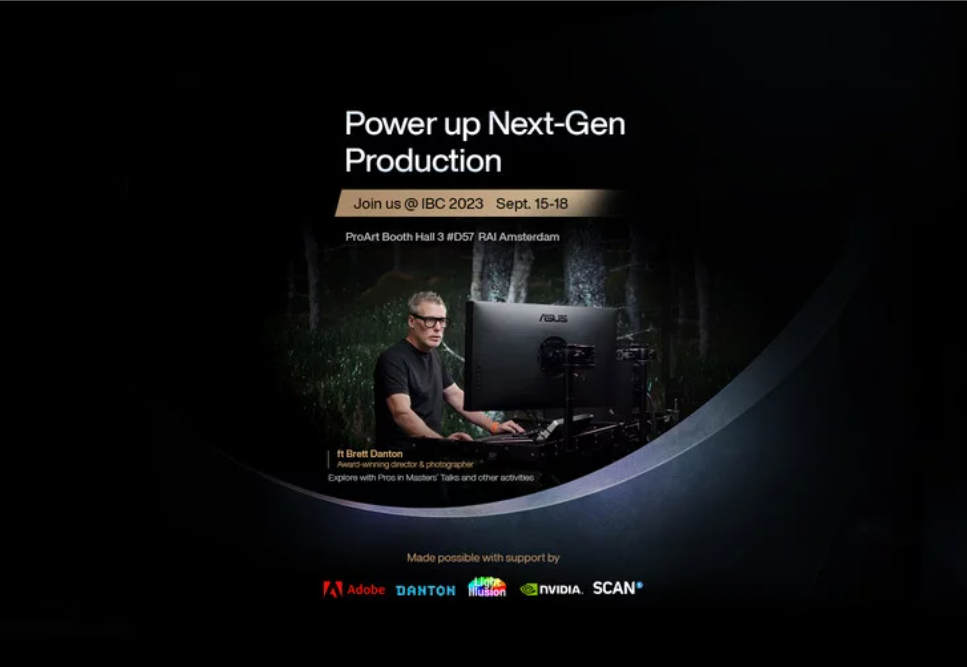 Power up Next-Gen
Production
Join us @ IBC 2023 Sept. 15-18
ProArt Booth Hall 3 #D57 RAI Amsterdam
ASUS
ft Brett Danton
Award-winning director & photographer
Explore with Pros in Masters' Talks and other activities
Made possible with support by
Adobe DANTON Light Illusion NVIDIA. SCAN